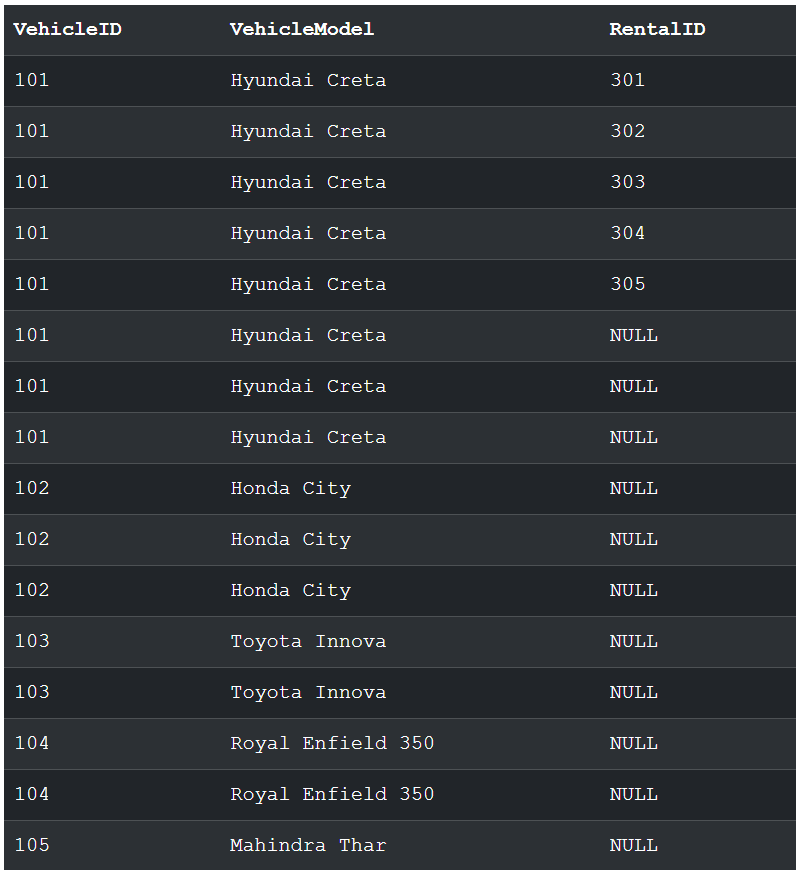 VehicleID VehicleModel RentalID
101 Hyundai Creta 301
101 Hyundai Creta 302
101 Hyundai Creta 303
101 Hyundai Creta 304
101 Hyundai Creta 305
101 Hyundai Creta NULL
101 Hyundai Creta NULL
101 Hyundai Creta NULL
102 Honda City NULL
102 Honda City NULL
102 Honda City NULL
103 Toyota Innova NULL
103 Toyota Innova NULL
104 Royal Enfield 350 NULL
104 Royal Enfield 350 NULL
105 Mahindra Thar NULL